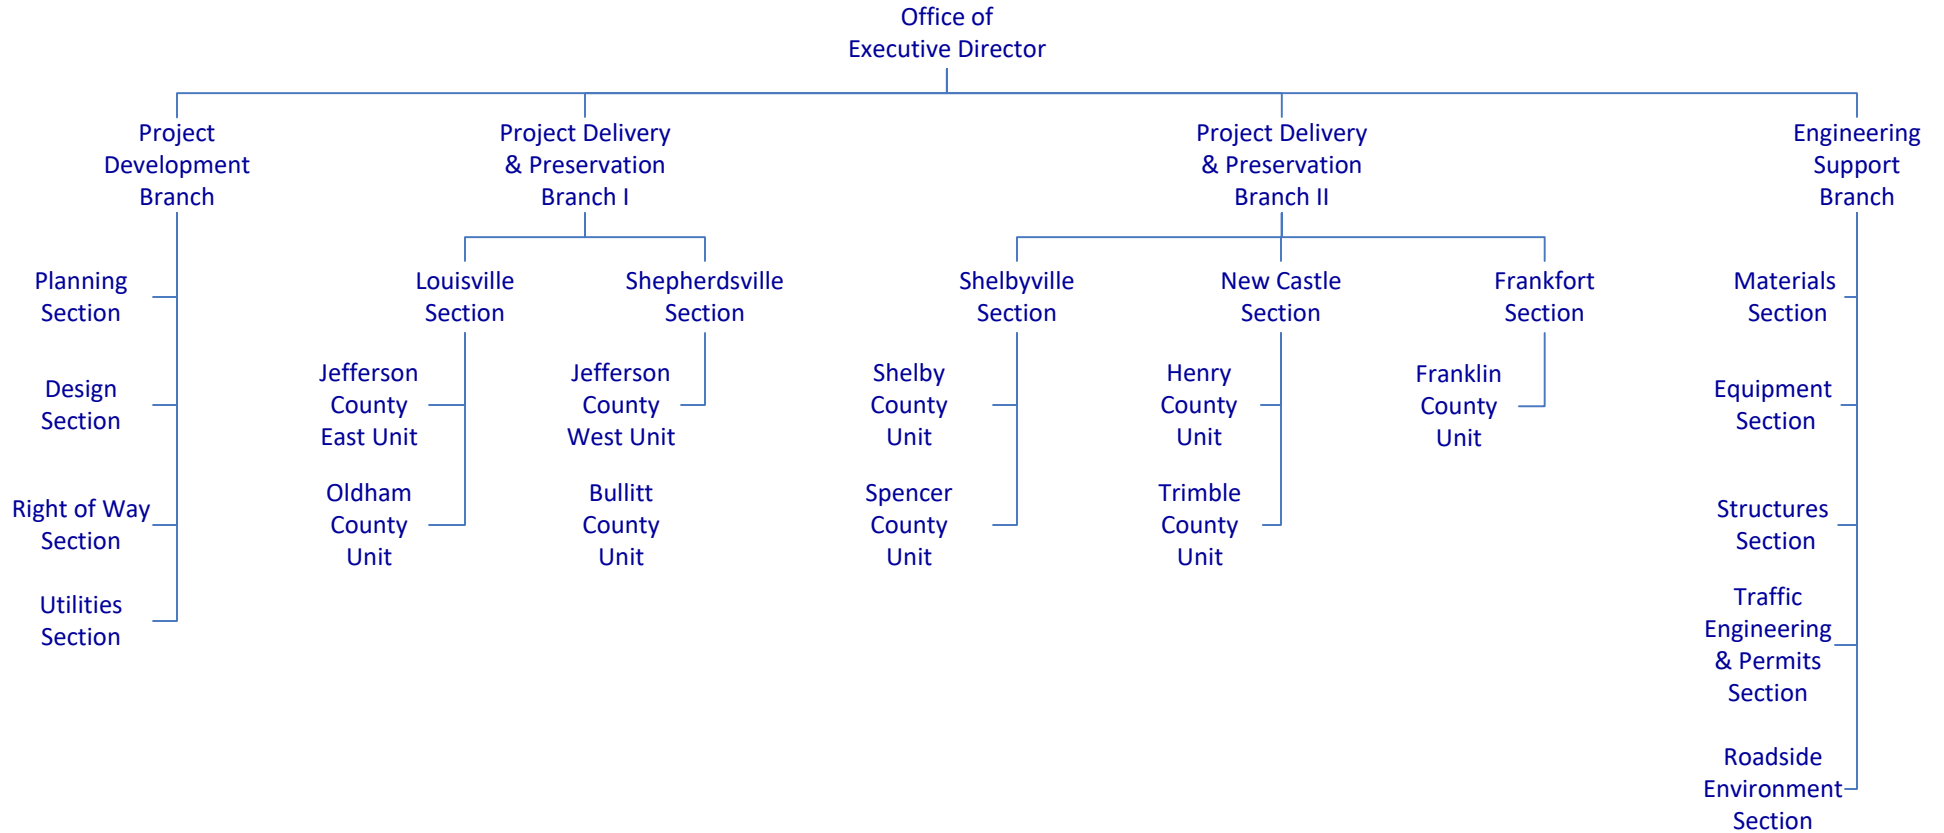 Office of
Executive Director
Project
Development
Branch
Project Delivery
& Preservation
Branch I
Project Delivery
& Preservation
Branch II
Engineering
Support
Branch
Planning
Section
Design
Section
Right of Way
Section
Utilities
Section
Louisville
Section
Jefferson
County
East Unit
Oldham
County
Unit
Shepherdsville
Section
Jefferson
County
West Unit
Bullitt
County
Unit
Shelbyville
Section
Shelby
County
Unit
Spencer
County
Unit
New Castle
Section
Henry
County
Unit
Trimble
County
Unit
Frankfort
Section
Franklin
County
Unit
Materials
Section
Equipment
Section
Structures
Section
Traffic
Engineering
& Permits
Section
Roadside
Environment
Section